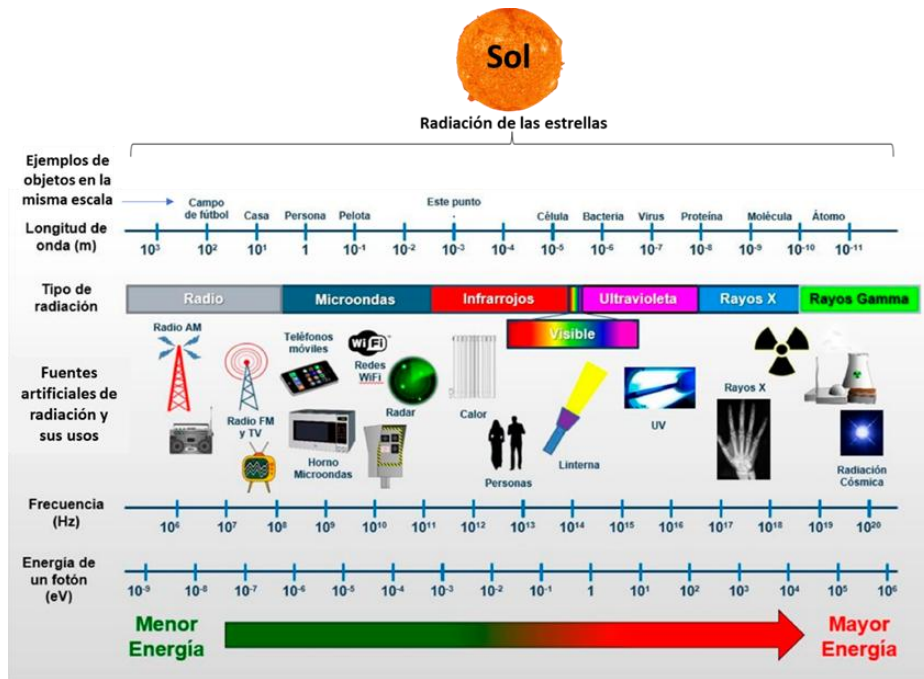 Sol
Radiación de las estrellas
Ejemplos de
objetos en la
misma escala
Campo
de fútbol
Casa
Persona
Pelota
Este punto
.
Célula
Bacteria
Virus
Proteína
Molécula
Átomo
Longitud de
onda (m)
10³ 10² 10¹ 1 10⁻¹ 10⁻² 10⁻³ 10⁻⁴ 10⁻⁵ 10⁻⁶ 10⁻⁷ 10⁻⁸ 10⁻⁹ 10⁻¹⁰ 10⁻¹¹
Tipo de
radiación
Radio
Microondas
Infrarrojos
Ultravioleta
Rayos X
Rayos Gamma
Visible
Fuentes
artificiales de
radiación y
sus usos
Radio AM
Radio FM
y TV
Teléfonos
móviles
Horno
Microondas
WiFi
Redes
WiFi
Radar
Calor
Personas
Linterna
UV
Rayos X
Radiación
Cósmica
Frecuencia
(Hz)
10⁶ 10⁷ 10⁸ 10⁹ 10¹⁰ 10¹¹ 10¹² 10¹³ 10¹⁴ 10¹⁵ 10¹⁶ 10¹⁷ 10¹⁸ 10¹⁹ 10²⁰
Energía de
un fotón
(eV)
10⁻⁹ 10⁻⁸ 10⁻⁷ 10⁻⁶ 10⁻⁵ 10⁻⁴ 10⁻³ 10⁻² 10⁻¹ 1 10¹ 10² 10³ 10⁴ 10⁵ 10⁶
Menor
Energía
Mayor
Energía